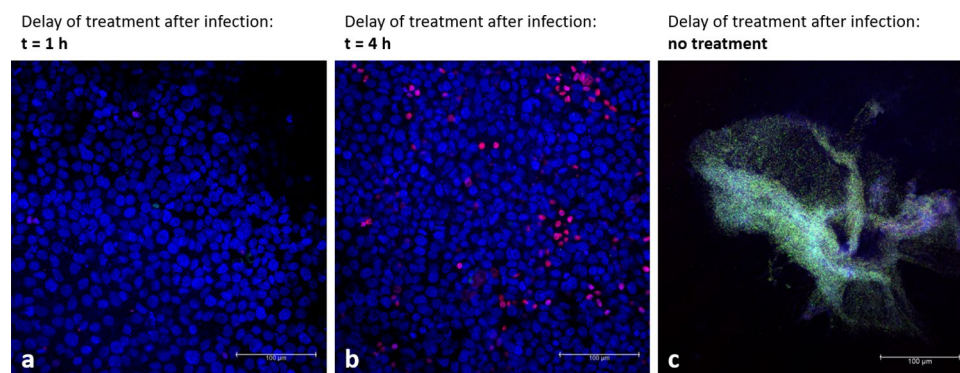 Delay of treatment after infection:
t = 1 h
Delay of treatment after infection:
t = 4 h
Delay of treatment after infection:
no treatment
a
100 µm
b
100 µm
c
100 µm